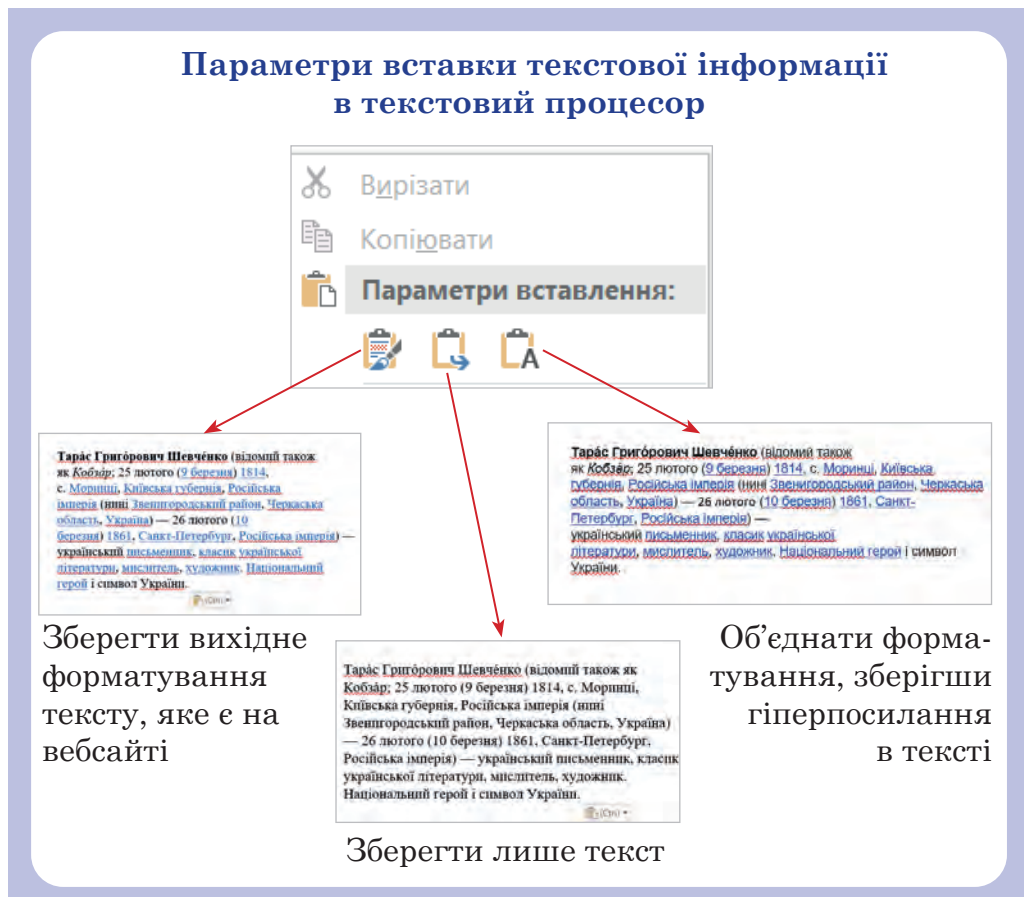 Параметри вставки текстової інформації
в текстовий процесор
Вирізати
Копіювати
Параметри вставлення:
Тара́с Григо́рович Шевче́нко (відомий також
як Кобза́р; 25 лютого (9 березня) 1814,
с. Моринці, Київська губернія, Російська
імперія (нині Звенигородський район, Черкаська
область, Україна) — 26 лютого (10
березня) 1861, Санкт-Петербург, Російська імперія) —
український письменник, класик української
літератури, мислитель, художник. Національний
герой і символ України.
(Ctrl)
Зберегти вихідне
форматування
тексту, яке є на
вебсайті
Тара́с Григо́рович Шевче́нко (відомий також як
Кобза́р; 25 лютого (9 березня) 1814, с. Моринці,
Київська губернія, Російська імперія (нині
Звенигородський район, Черкаська область, Україна)
— 26 лютого (10 березня) 1861, Санкт-Петербург,
Російська імперія) — український письменник, класик
української літератури, мислитель, художник.
Національний герой і символ України.
(Ctrl)
Зберегти лише текст
Тара́с Григо́рович Шевче́нко (відомий також
як Кобза́р; 25 лютого (9 березня) 1814, с. Моринці, Київська
губернія, Російська імперія (нині Звенигородський район, Черкаська
область, Україна) — 26 лютого (10 березня) 1861, Санкт-
Петербург, Російська імперія) —
український письменник, класик української
літератури, мислитель, художник. Національний герой і символ
України.
Об’єднати форма-
тування, зберігши
гіперпосилання
в тексті